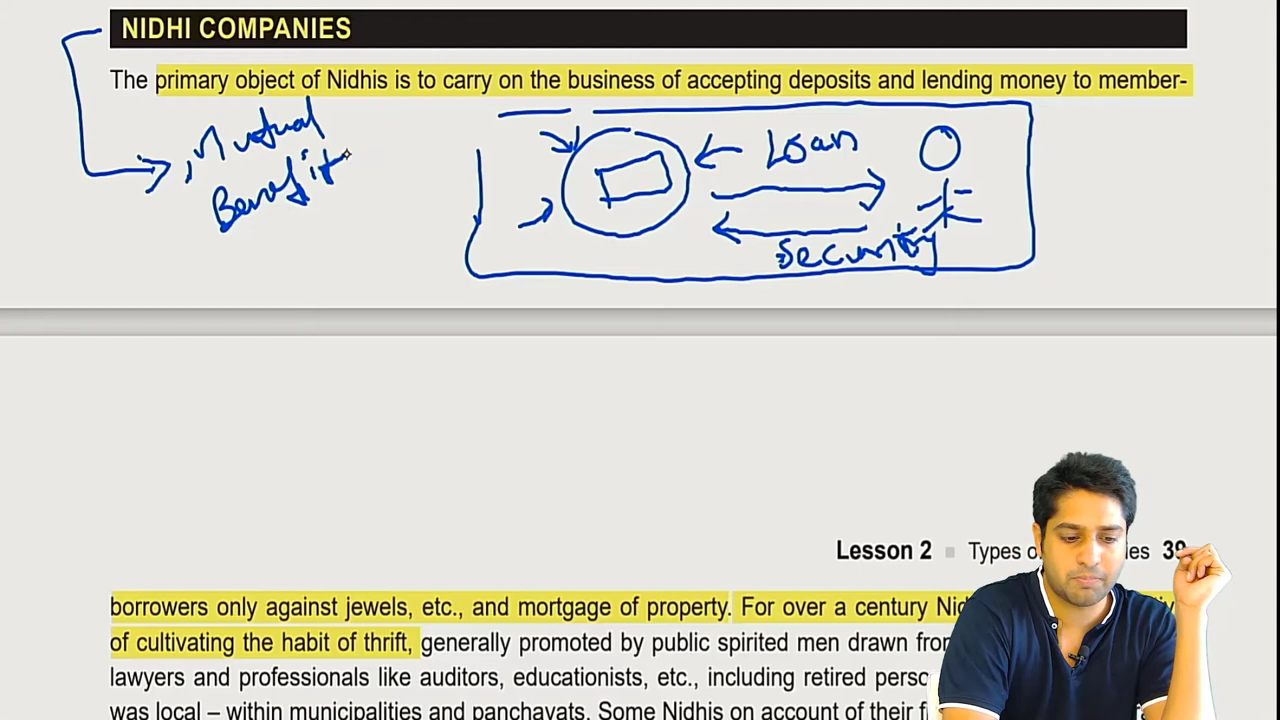 NIDHI COMPANIES
The primary object of Nidhis is to carry on the business of accepting deposits and lending money to member-
Mutual
Benefit
Loan
Security
Lesson 2 Types 39
borrowers only against jewels, etc., and mortgage of property. For over a century
of cultivating the habit of thrift, generally promoted by public spirited men drawn
lawyers and professionals like auditors, educationists, etc., including retired
was local – within municipalities and panchayats. Some Nidhis on account of their